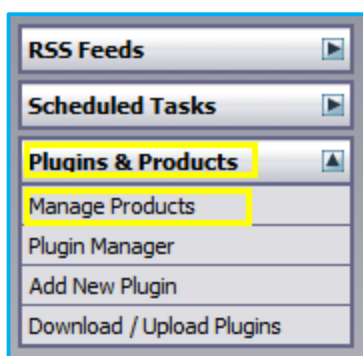 RSS Feeds
Scheduled Tasks
Plugins & Products
Manage Products
Plugin Manager
Add New Plugin
Download / Upload Plugins